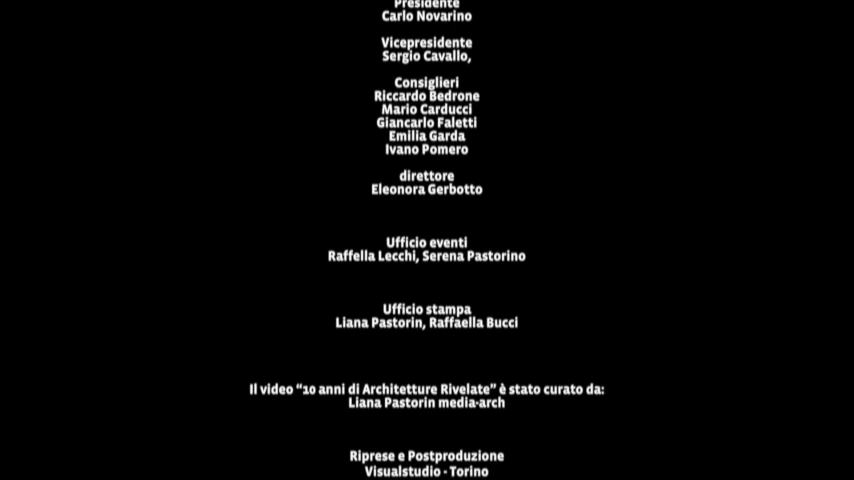 Presidente
Carlo Novarino
Vicepresidente
Sergio Cavallo,
Consiglieri
Riccardo Bedrone
Mario Carducci
Giancarlo Faletti
Emilia Garda
Ivano Pomero
direttore
Eleonora Gerbotto
Ufficio eventi
Raffella Lecchi, Serena Pastorino
Ufficio stampa
Liana Pastorin, Raffaella Bucci
Il video “10 anni di Architetture Rivelate” è stato curato da:
Liana Pastorin media-arch
Riprese e Postproduzione
Visualstudio - Torino